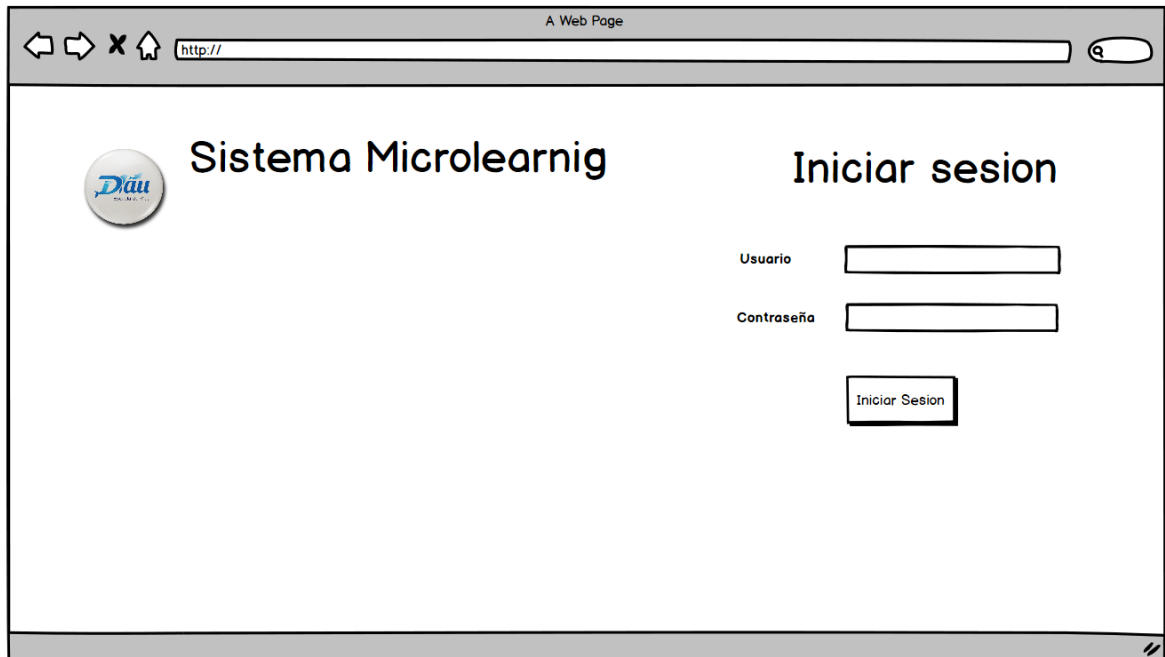 A Web Page
http://
Sistema Microlearnig
Iniciar sesion
Dau
Usuario
Contraseña
Iniciar Sesion